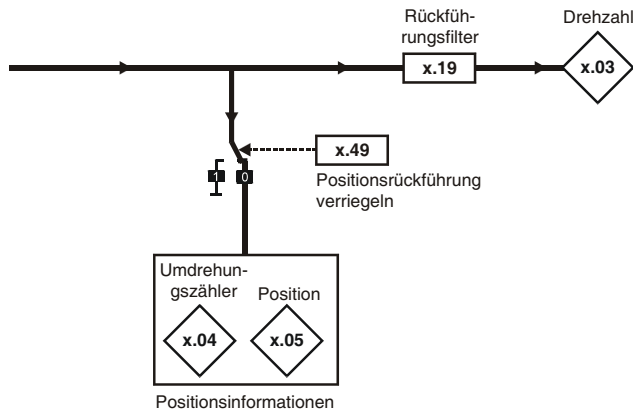 Rückfüh-
rungsfilter
Drehzahl
x.19
x.03
x.49
1
0
Positionsrückführung
verriegeln
Umdrehun-
gszähler
Position
x.04
x.05
Positionsinformationen